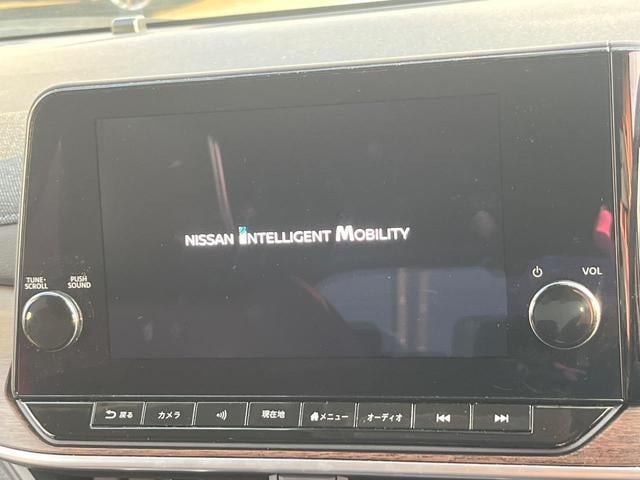 NISSAN INTELLIGENT MOBILITY
TUNE·
SCROLL
PUSH
SOUND
VOL
戻る
カメラ
現在地
メニュー
オーディオ